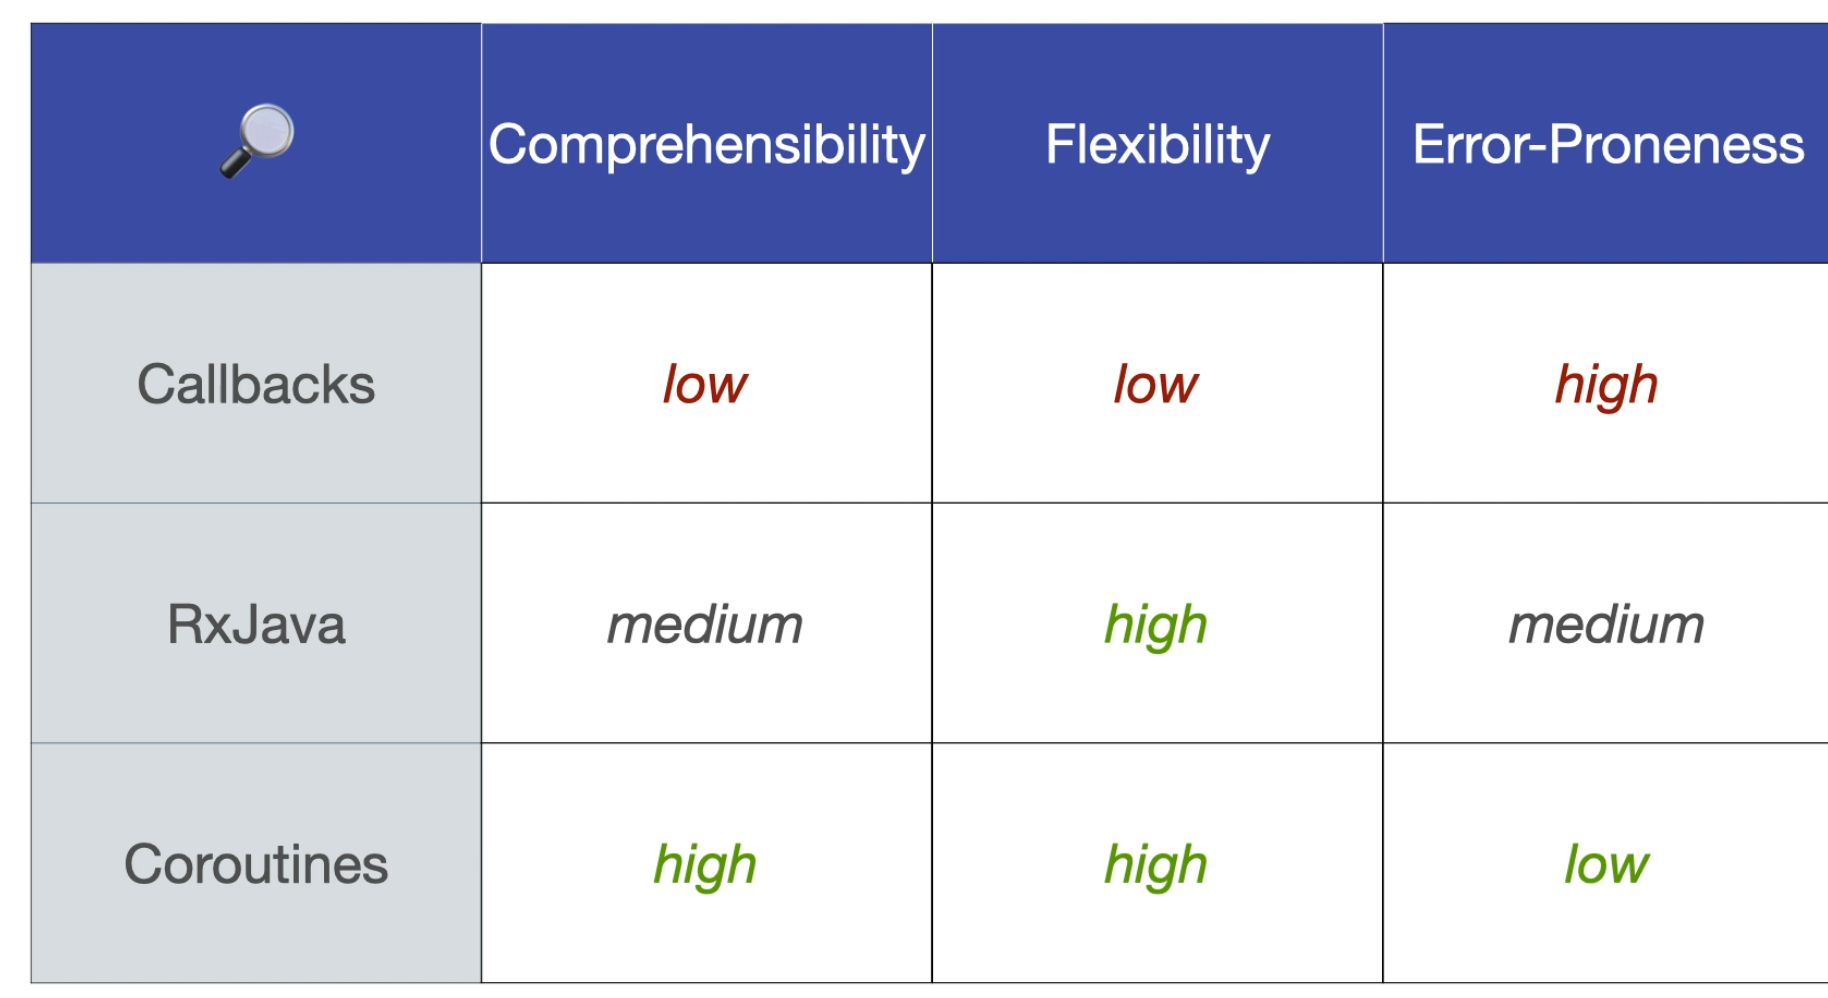 Comprehensibility Flexibility Error-Proneness
Callbacks low low high
RxJava medium high medium
Coroutines high high low